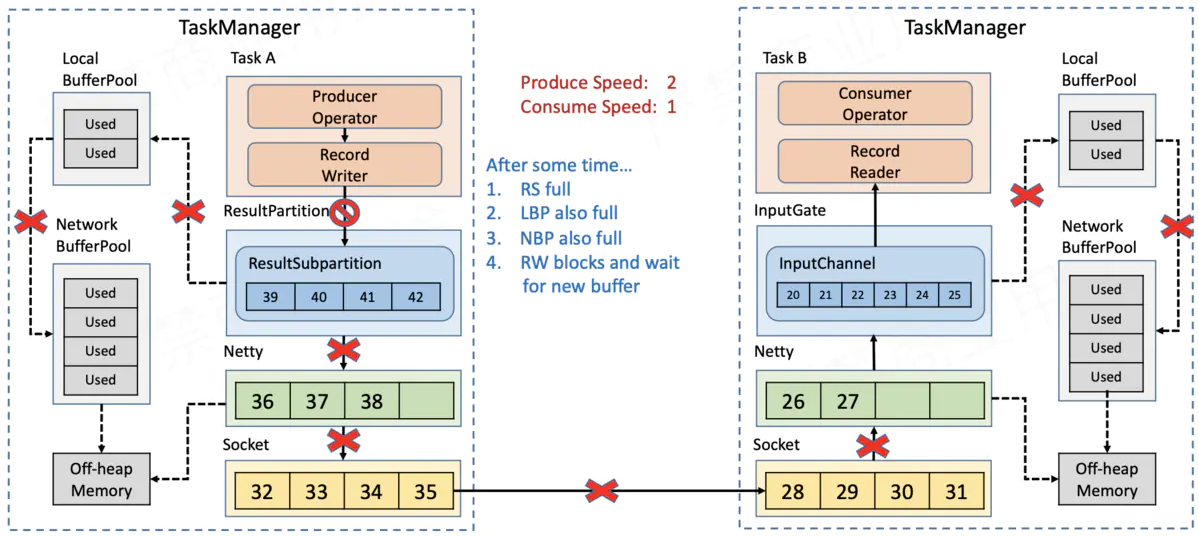 TaskManager
Local
BufferPool
Used
Used
Network
BufferPool
Used
Used
Used
Used
Off-heap
Memory
Task A
Producer
Operator
Record
Writer
ResultPartition
ResultSubpartition
39 40 41 42
Netty
36 37 38
Socket
32 33 34 35
Produce Speed: 2
Consume Speed: 1
After some time...
1. RS full
2. LBP also full
3. NBP also full
4. RW blocks and wait
for new buffer
TaskManager
Task B
Consumer
Operator
Record
Reader
InputGate
InputChannel
20 21 22 23 24 25
Netty
26 27
Socket
28 29 30 31
Local
BufferPool
Used
Used
Network
BufferPool
Used
Used
Used
Used
Off-heap
Memory